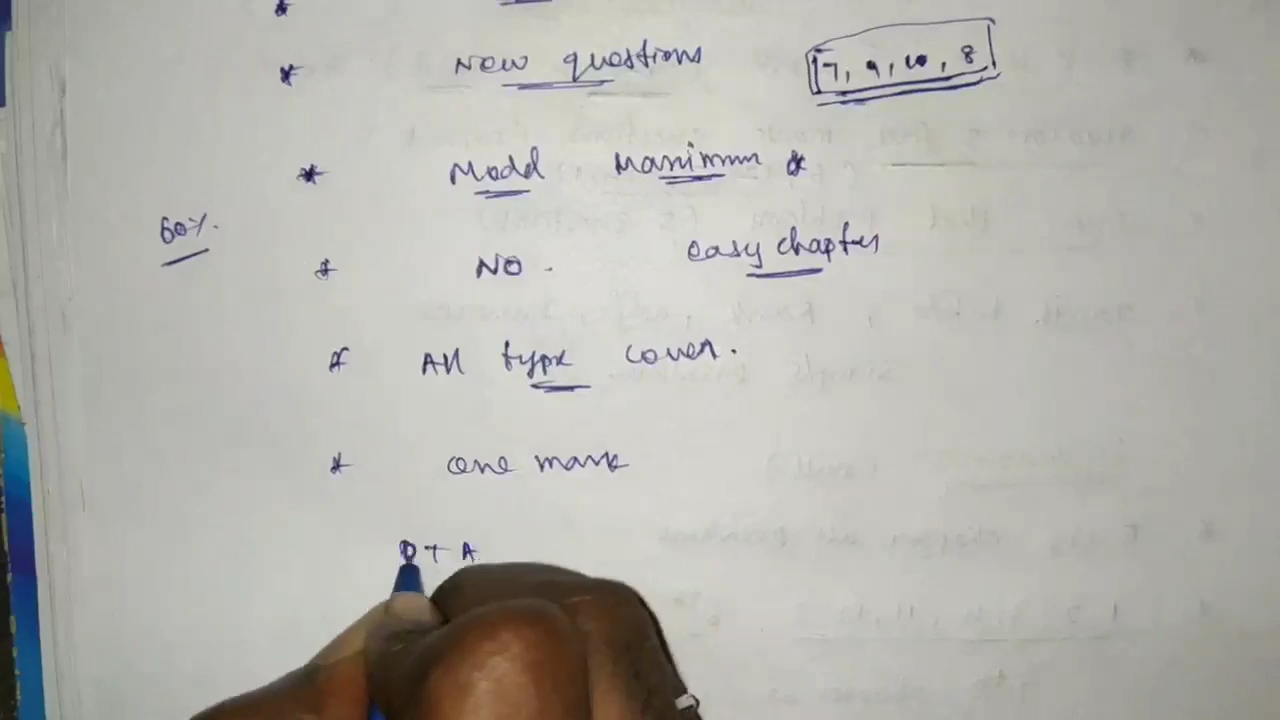 * New questions 7, 9, 10, 8
* Model Maximum *
60%.
* NO. easy chapter
* All type cover.
* one mark
P T A